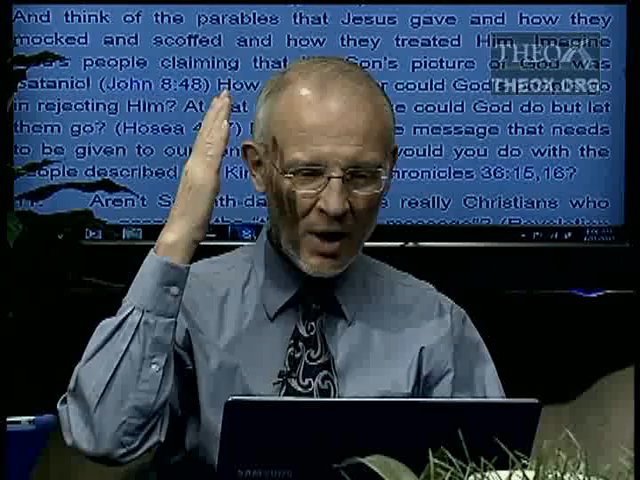 And think of the parables that Jesus gave and how they
mocked and scoffed and how they treated Him. Imagine
people claiming that Son's picture of God was
satanic! (John 8:48) How could God
in rejecting Him? At could God do but let
them go? (Hosea message that needs
to be given to our would you do with the
people described Chronicles 36:15,16?
Aren't really Christians who
THEOX
THEOX.ORG
SAMSUNG